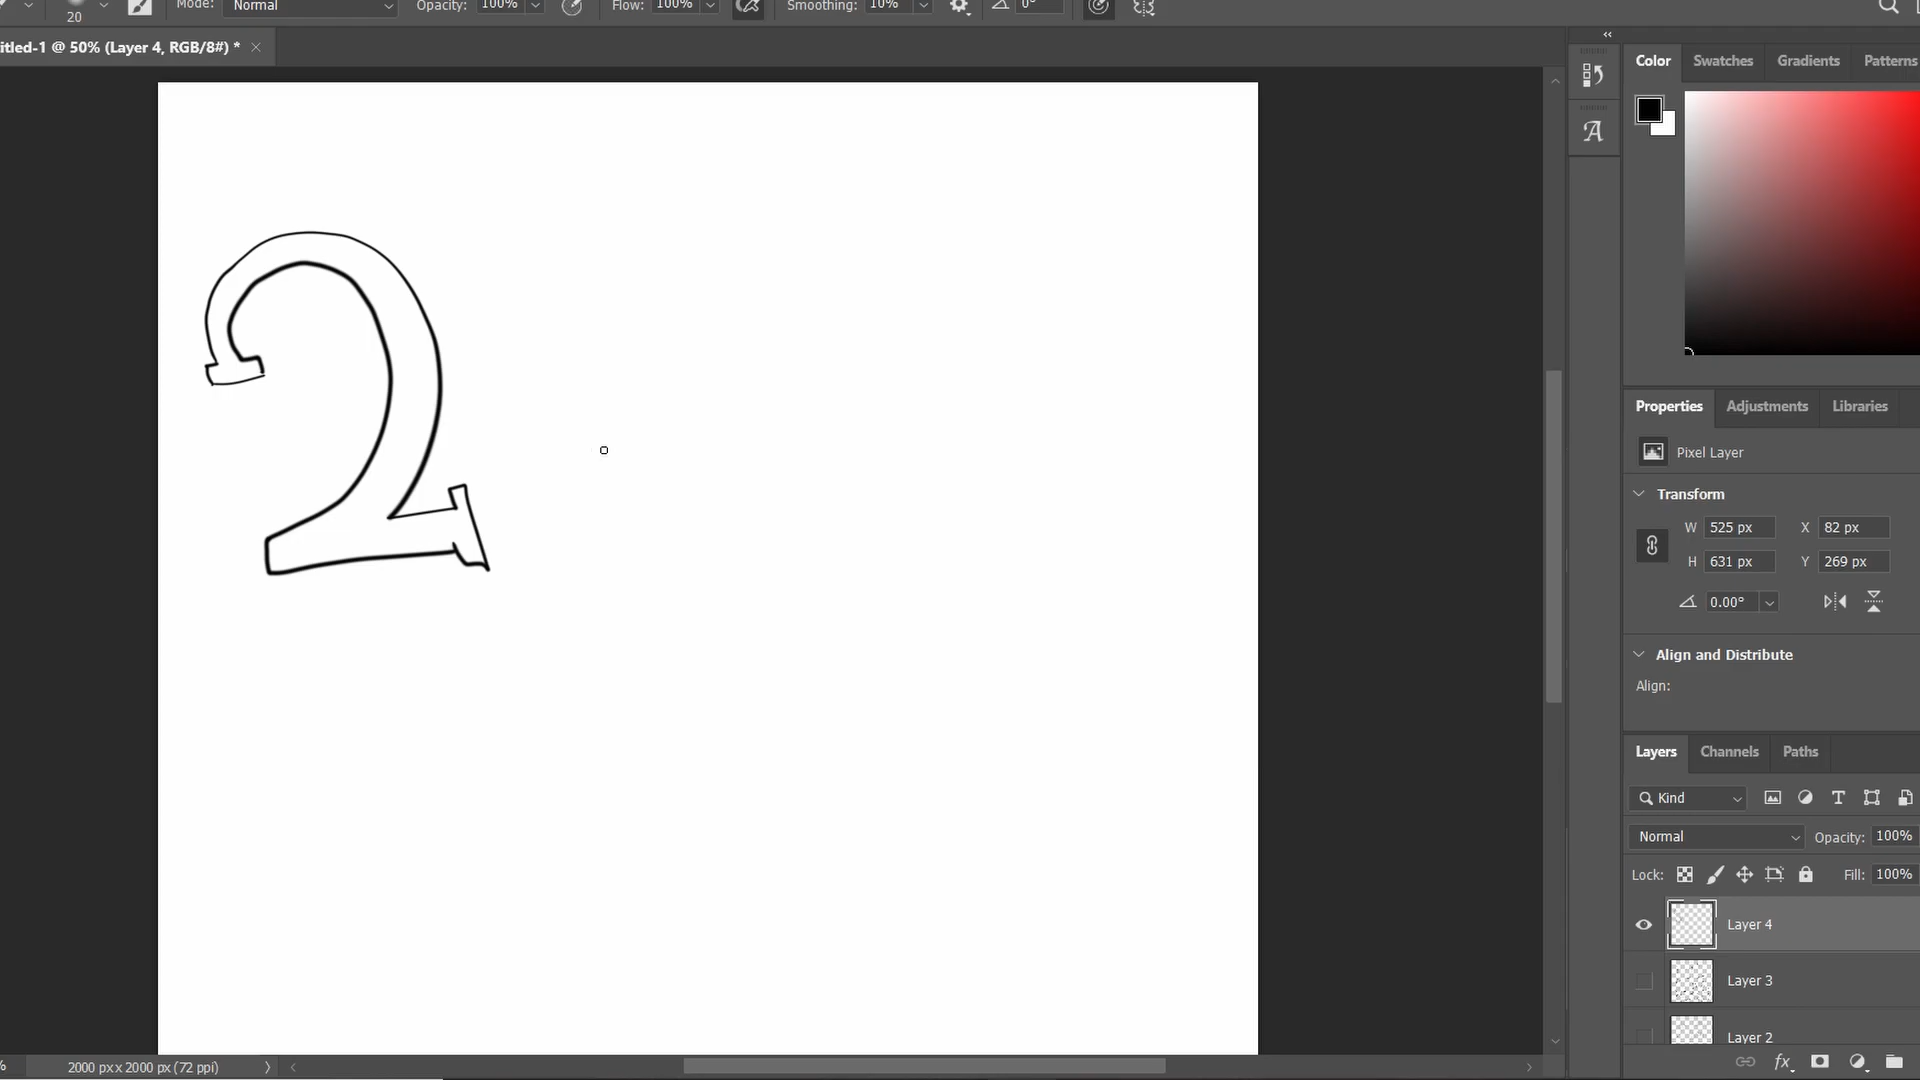 20 Mode: Normal Opacity: 100% Flow: 100% Smoothing: 10% 0°
itled-1 @ 50% (Layer 4, RGB/8#) *
Color Swatches Gradients Patterns
2
Properties Adjustments Libraries
Pixel Layer
Transform
W 525 px X 82 px
H 631 px Y 269 px
0.00°
Align and Distribute
Align:
Layers Channels Paths
Kind
Normal Opacity: 100%
Lock: Fill: 100%
Layer 4
Layer 3
Layer 2
% 2000 px x 2000 px (72 ppi)
fx